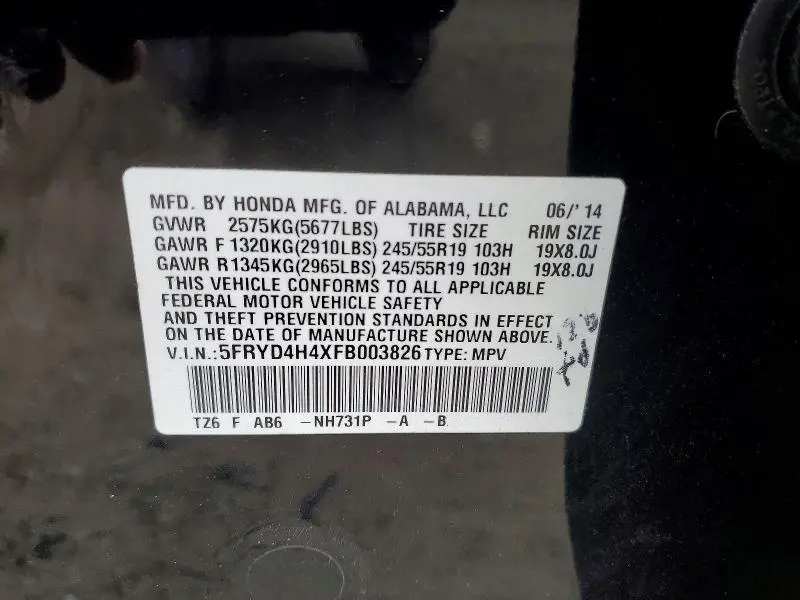 MFD. BY HONDA MFG. OF ALABAMA, LLC 06/'14
GVWR 2575KG(5677LBS) TIRE SIZE RIM SIZE
GAWR F 1320KG(2910LBS) 245/55R19 103H 19X8.0J
GAWR R1345KG(2965LBS) 245/55R19 103H 19X8.0J
THIS VEHICLE CONFORMS TO ALL APPLICABLE
FEDERAL MOTOR VEHICLE SAFETY
AND THEFT PREVENTION STANDARDS IN EFFECT
ON THE DATE OF MANUFACTURE SHOWN ABOVE.
V.I.N.: 5FRYD4H4XFB003826 TYPE: MPV
TZ6 F AB6 -NH731P -A -B